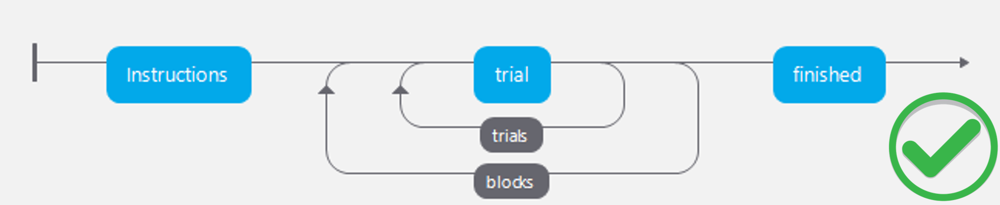 Instructions
trial
finished
trials
blocks